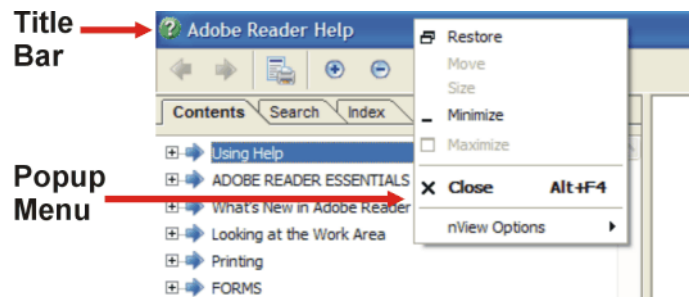 Title
Bar
Adobe Reader Help
Restore
Move
Size
Minimize
Maximize
Close Alt+F4
nView Options
Contents Search Index
Using Help
ADOBE READER ESSENTIALS
What's New in Adobe Reader
Looking at the Work Area
Printing
FORMS
Popup
Menu